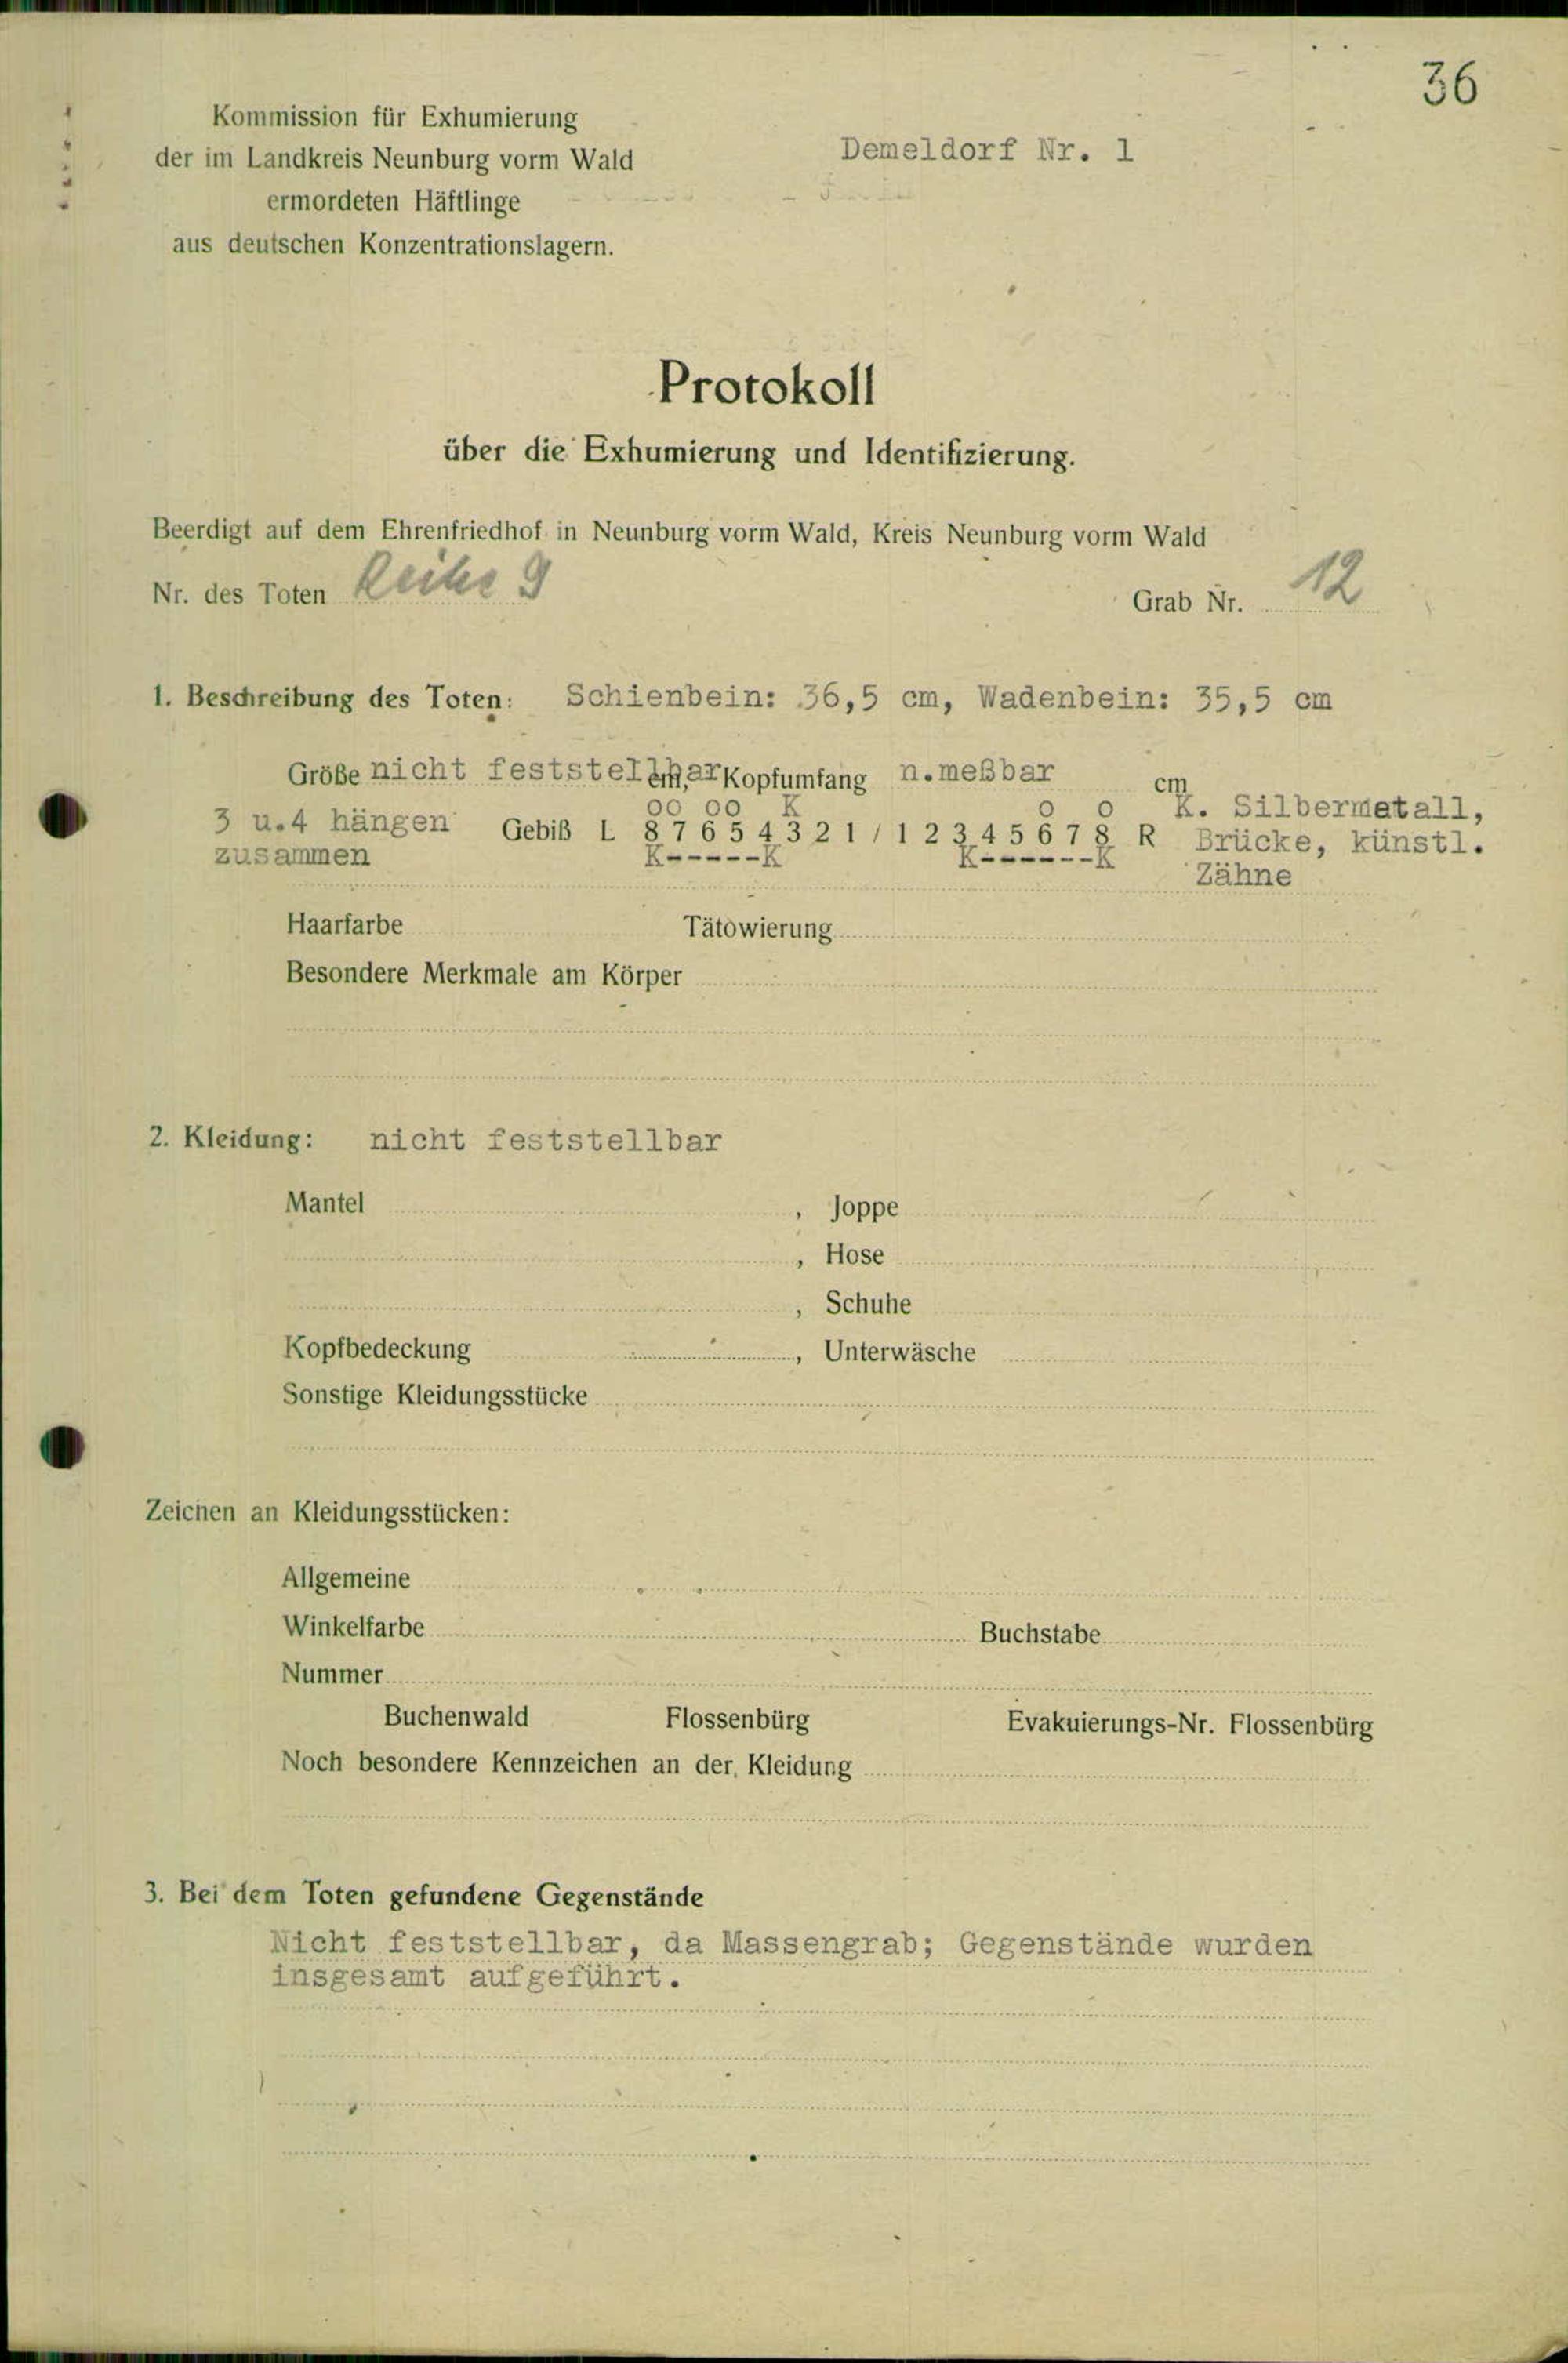 36
Kommission für Exhumierung
der im Landkreis Neunburg vorm Wald
ermordeten Häftlinge
aus deutschen Konzentrationslagern.
Demeldorf Nr. 1
Protokoll
über die Exhumierung und Identifizierung.
Beerdigt auf dem Ehrenfriedhof in Neunburg vorm Wald, Kreis Neunburg vorm Wald
Nr. des Toten Reihe 9 Grab Nr. 12
1. Beschreibung des Toten: Schienbein: 36,5 cm, Wadenbein: 35,5 cm
Größe nicht feststellbar cm, Kopfumfang n.meßbar cm
oo oo K o o K. Silbermetall,
3 u.4 hängen Gebiß L 8 7 6 5 4 3 2 1 / 1 2 3 4 5 6 7 8 R Brücke, künstl.
zusammen K-----K K------K Zähne
Haarfarbe Tätowierung
Besondere Merkmale am Körper
2. Kleidung: nicht feststellbar
Mantel , Joppe
, Hose
, Schuhe
Kopfbedeckung , Unterwäsche
Sonstige Kleidungsstücke
Zeichen an Kleidungsstücken:
Allgemeine
Winkelfarbe Buchstabe
Nummer
Buchenwald Flossenbürg Evakuierungs-Nr. Flossenbürg
Noch besondere Kennzeichen an der Kleidung
3. Bei dem Toten gefundene Gegenstände
Nicht feststellbar, da Massengrab; Gegenstände wurden
insgesamt aufgeführt.